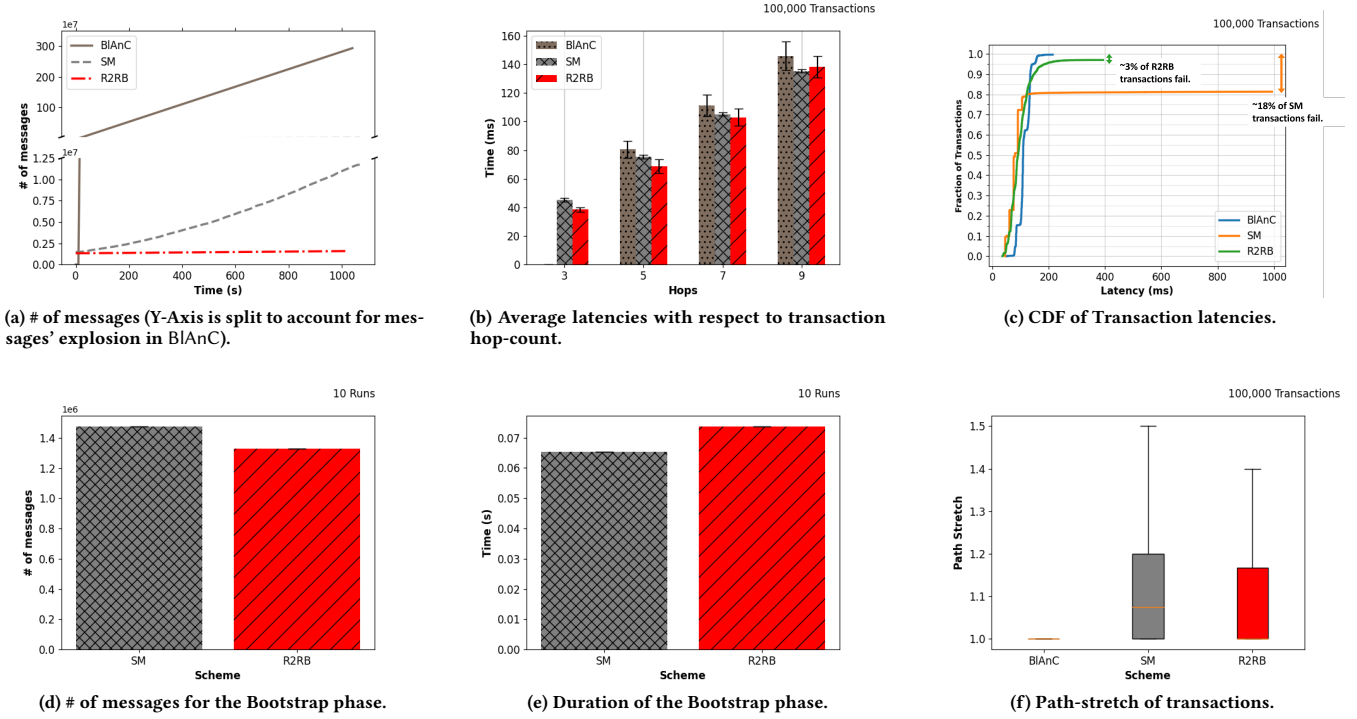 1e7
300
200
100
BlAnC
SM
R2RB
1e7
1.25
1.00
0.75
0.50
0.25
0.00
# of messages
0 200 400 600 800 1000
Time (s)
(a) # of messages (Y-Axis is split to account for mes-
sages' explosion in BlAnC).
100,000 Transactions
160
140
120
100
80
60
40
20
0
Time (ms)
BlAnC
SM
R2RB
3 5 7 9
Hops
(b) Average latencies with respect to transaction
hop-count.
100,000 Transactions
1.0
0.9
0.8
0.7
0.6
0.5
0.4
0.3
0.2
0.1
0.0
Fraction of Transactions
~3% of R2RB
transactions fail.
~18% of SM
transactions fail.
BlAnC
SM
R2RB
0 200 400 600 800 1000
Latency (ms)
(c) CDF of Transaction latencies.
10 Runs
1e6
1.4
1.2
1.0
0.8
0.6
0.4
0.2
0.0
# of messages
SM R2RB
Scheme
(d) # of messages for the Bootstrap phase.
10 Runs
0.07
0.06
0.05
0.04
0.03
0.02
0.01
0.00
Time (s)
SM R2RB
Scheme
(e) Duration of the Bootstrap phase.
100,000 Transactions
1.5
1.4
1.3
1.2
1.1
1.0
Path Stretch
BlAnC SM R2RB
Scheme
(f) Path-stretch of transactions.